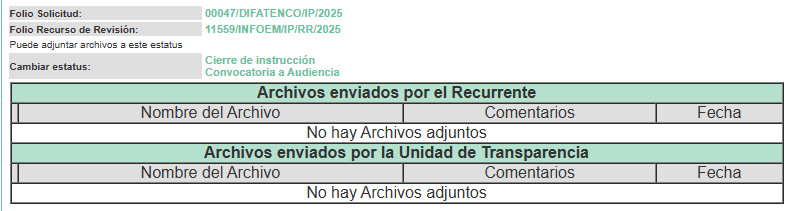 Folio Solicitud: 00047/DIFATENCO/IP/2025
Folio Recurso de Revisión: 11559/INFOEM/IP/RR/2025
Puede adjuntar archivos a este estatus
Cambiar estatus: Cierre de instrucción
Convocatoria a Audiencia
Archivos enviados por el Recurrente
Nombre del Archivo Comentarios Fecha
No hay Archivos adjuntos
Archivos enviados por la Unidad de Transparencia
Nombre del Archivo Comentarios Fecha
No hay Archivos adjuntos